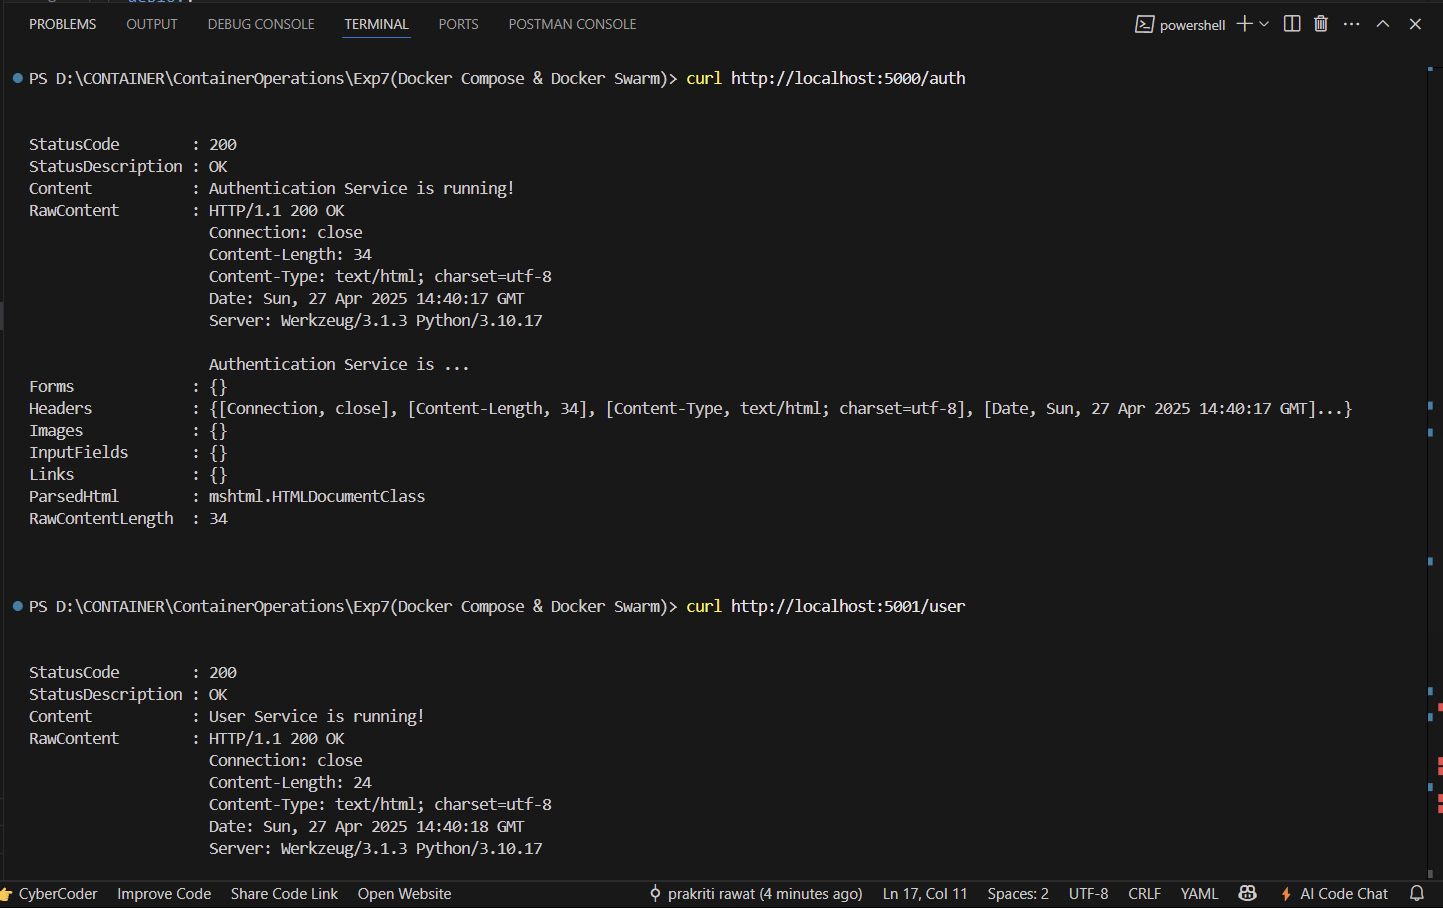 PROBLEMS OUTPUT DEBUG CONSOLE TERMINAL PORTS POSTMAN CONSOLE powershell
PS D:\CONTAINER\ContainerOperations\Exp7(Docker Compose & Docker Swarm)> curl http://localhost:5000/auth
StatusCode : 200
StatusDescription : OK
Content : Authentication Service is running!
RawContent : HTTP/1.1 200 OK
Connection: close
Content-Length: 34
Content-Type: text/html; charset=utf-8
Date: Sun, 27 Apr 2025 14:40:17 GMT
Server: Werkzeug/3.1.3 Python/3.10.17
Authentication Service is ...
Forms : {}
Headers : {[Connection, close], [Content-Length, 34], [Content-Type, text/html; charset=utf-8], [Date, Sun, 27 Apr 2025 14:40:17 GMT]...}
Images : {}
InputFields : {}
Links : {}
ParsedHtml : mshtml.HTMLDocumentClass
RawContentLength : 34
PS D:\CONTAINER\ContainerOperations\Exp7(Docker Compose & Docker Swarm)> curl http://localhost:5001/user
StatusCode : 200
StatusDescription : OK
Content : User Service is running!
RawContent : HTTP/1.1 200 OK
Connection: close
Content-Length: 24
Content-Type: text/html; charset=utf-8
Date: Sun, 27 Apr 2025 14:40:18 GMT
Server: Werkzeug/3.1.3 Python/3.10.17
CyberCoder Improve Code Share Code Link Open Website prakriti rawat (4 minutes ago) Ln 17, Col 11 Spaces: 2 UTF-8 CRLF YAML AI Code Chat